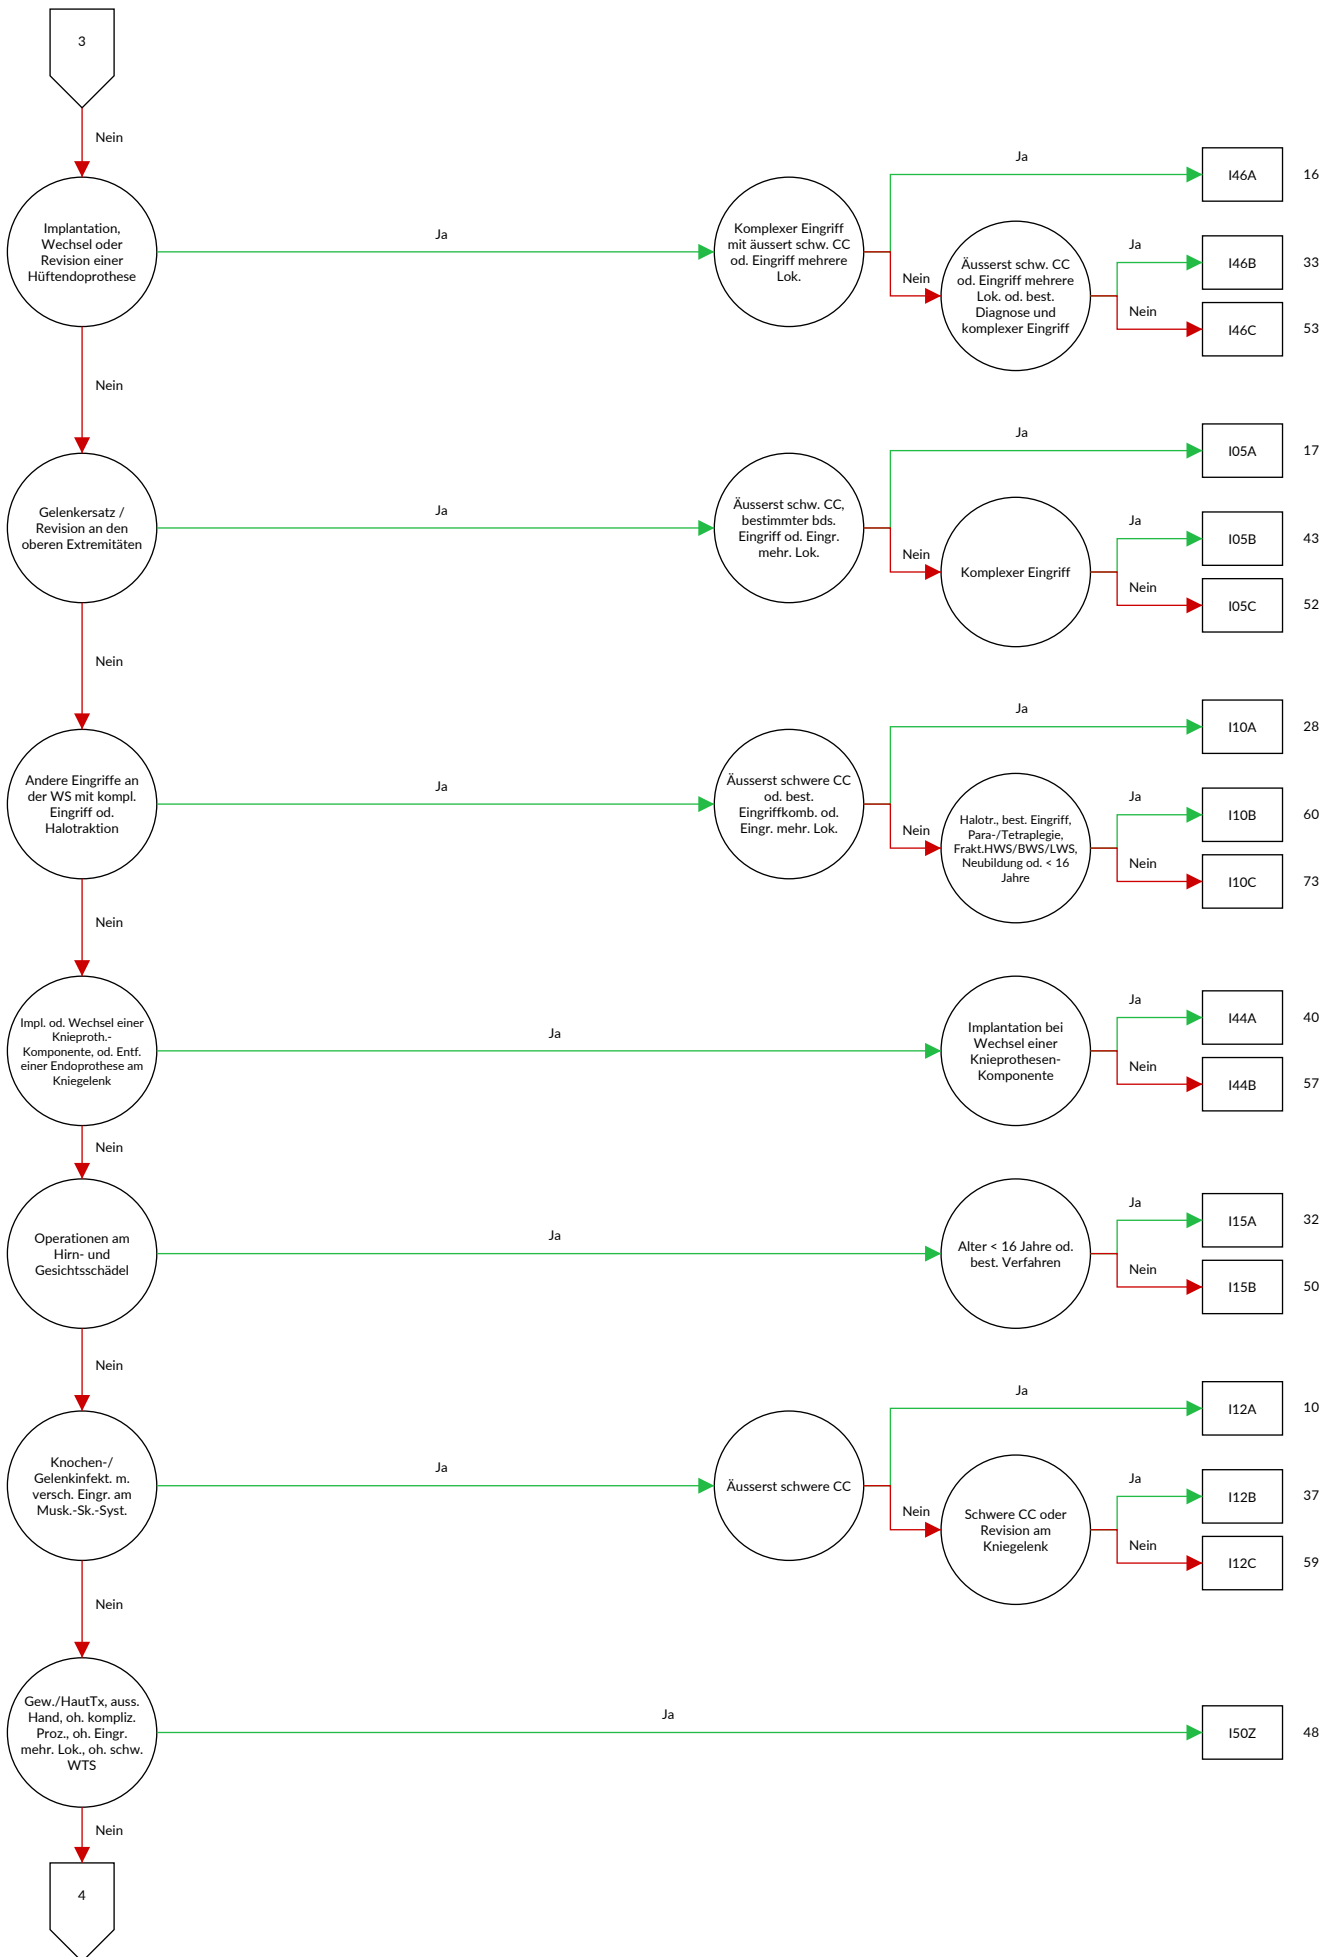 3
Nein
Implantation,
Wechsel oder
Revision einer
Hüftendoprothese
Ja
Komplexer Eingriff
mit äussert schw. CC
od. Eingriff mehrere
Lok.
Ja
I46A
16
Nein
Äusserst schw. CC
od. Eingriff mehrere
Lok. od. best.
Diagnose und
komplexer Eingriff
Ja
I46B
33
Nein
I46C
53
Nein
Gelenkersatz /
Revision an den
oberen Extremitäten
Ja
Äusserst schw. CC,
bestimmter bds.
Eingriff od. Eingr.
mehr. Lok.
Ja
I05A
17
Nein
Komplexer Eingriff
Ja
I05B
43
Nein
I05C
52
Nein
Andere Eingriffe an
der WS mit kompl.
Eingriff od.
Halotraktion
Ja
Äusserst schwere CC
od. best.
Eingriffkomb. od.
Eingr. mehr. Lok.
Ja
I10A
28
Nein
Halotr., best. Eingriff,
Para-/Tetraplegie,
Frakt.HWS/BWS/LWS,
Neubildung od. < 16
Jahre
Ja
I10B
60
Nein
I10C
73
Nein
Impl. od. Wechsel einer
Knieproth.-
Komponente, od. Entf.
einer Endoprothese am
Kniegelenk
Ja
Implantation bei
Wechsel einer
Knieprothesen-
Komponente
Ja
I44A
40
Nein
I44B
57
Nein
Operationen am
Hirn- und
Gesichtsschädel
Ja
Alter < 16 Jahre od.
best. Verfahren
Ja
I15A
32
Nein
I15B
50
Nein
Knochen-/
Gelenkinfekt. m.
versch. Eingr. am
Musk.-Sk.-Syst.
Ja
Äusserst schwere CC
Ja
I12A
10
Nein
Schwere CC oder
Revision am
Kniegelenk
Ja
I12B
37
Nein
I12C
59
Nein
Gew./HautTx, auss.
Hand, oh. kompliz.
Proz., oh. Eingr.
mehr. Lok., oh. schw.
WTS
Ja
I50Z
48
Nein
4